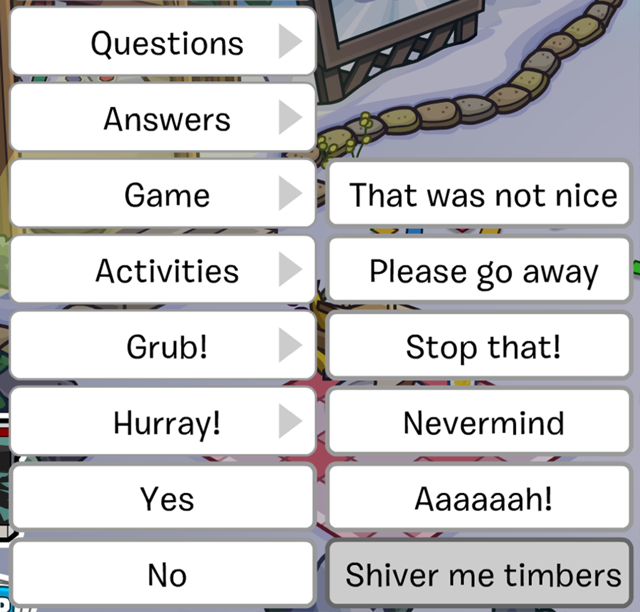 Questions
Answers
Game
Activities
Grub!
Hurray!
Yes
No
That was not nice
Please go away
Stop that!
Nevermind
Aaaaaah!
Shiver me timbers